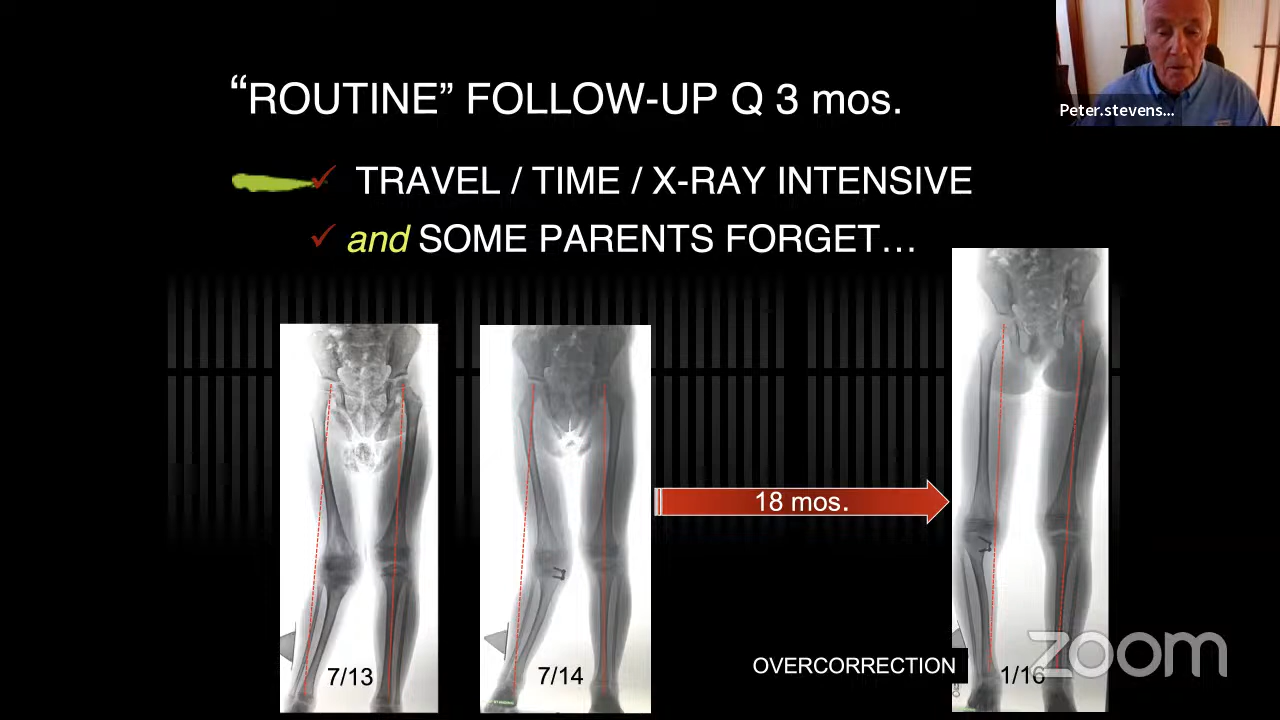 “ROUTINE” FOLLOW-UP Q 3 mos.
Peter.stevens...
✓ TRAVEL / TIME / X-RAY INTENSIVE
✓ and SOME PARENTS FORGET…
18 mos.
7/13
7/14
OVERCORRECTION
1/16
zoom